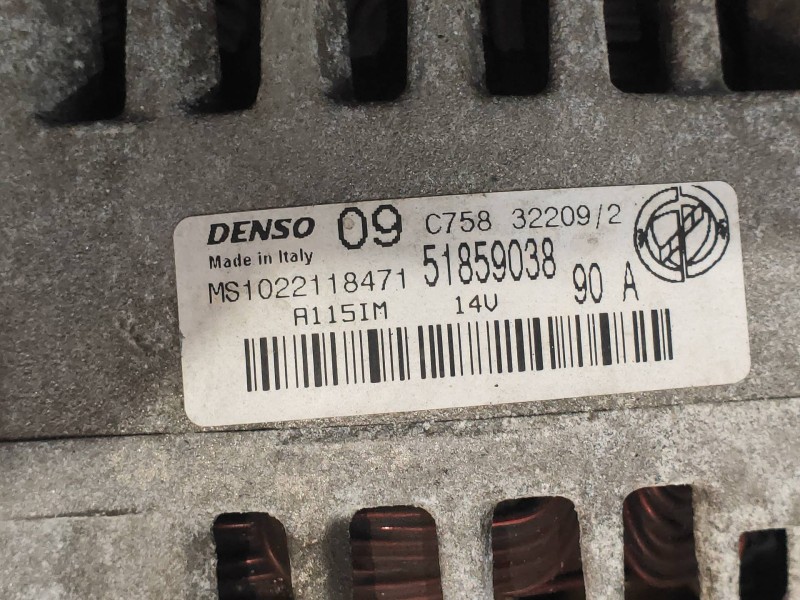 DENSO 09 C758 32209/2
Made in Italy
MS1022118471 51859038 90 A
A115IM 14V